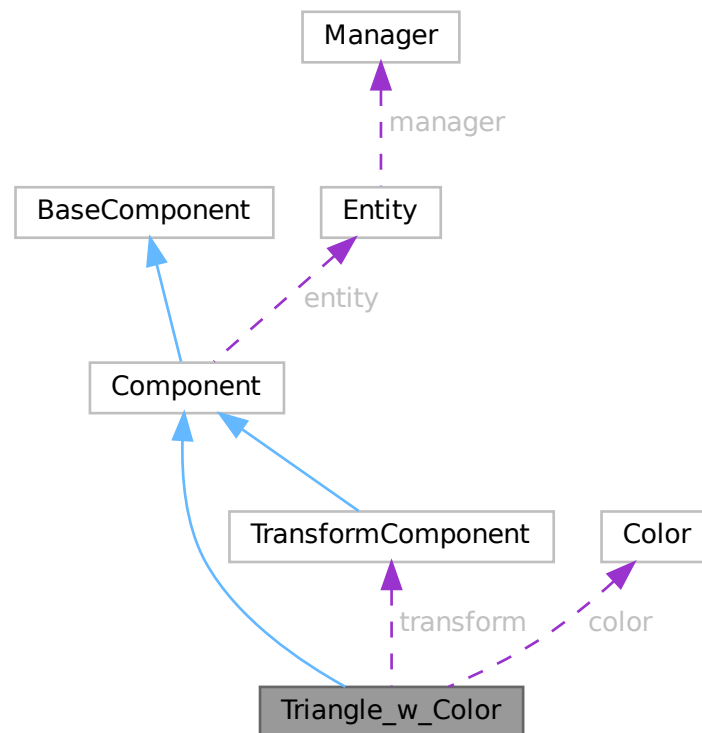 Manager
manager
BaseComponent
Entity
entity
Component
TransformComponent
Color
transform
color
Triangle_w_Color